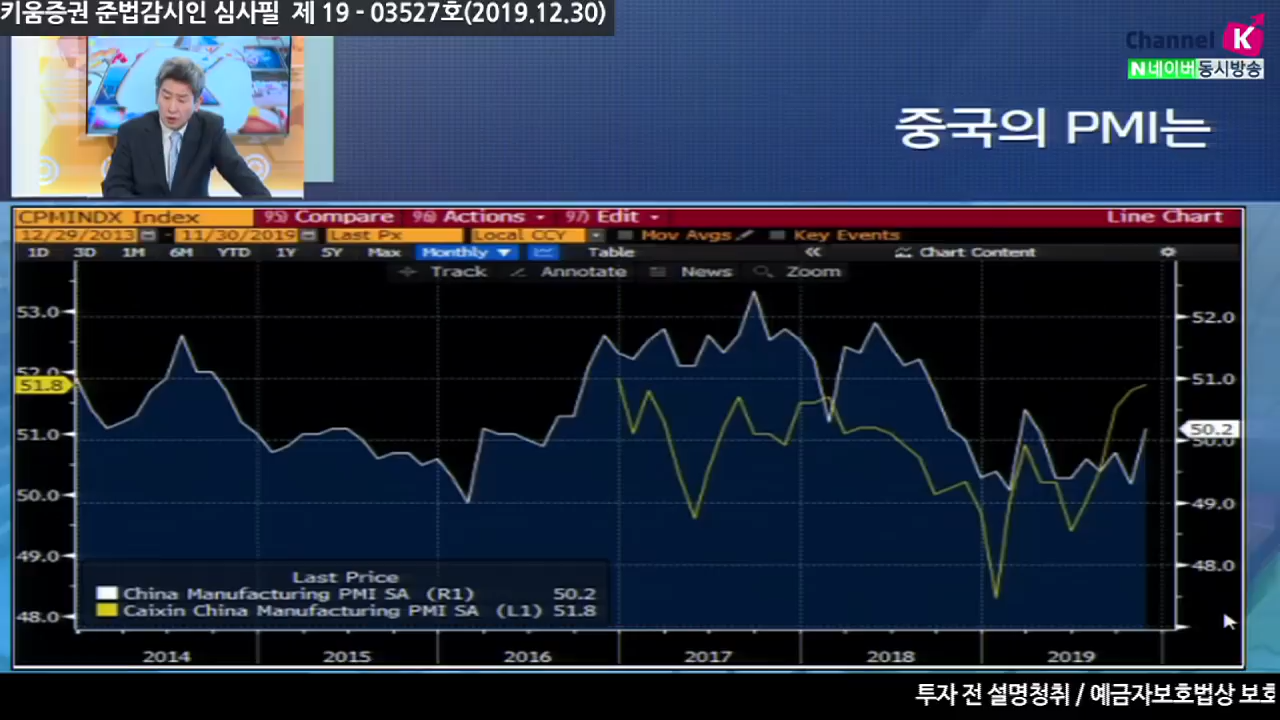 키움증권 준법감시인 심사필 제 19 - 03527호(2019.12.30)
Channel K
N 네이버 동시방송
중국의 PMI는
CPMINDX Index 95) Compare 96) Actions 97) Edit Line Chart
12/29/2013 - 11/30/2019 Last Px Local CCY Mov Avgs Key Events
1D 3D 1M 6M YTD 1Y 5Y Max Monthly ▼ Table « Chart Content
Track Annotate News Zoom
53.0 52.0
52.0 51.8 51.0
51.0 50.2 50.0
50.0 49.0
49.0 48.0
48.0
Last Price
China Manufacturing PMI SA (R1) 50.2
Caixin China Manufacturing PMI SA (L1) 51.8
2014 2015 2016 2017 2018 2019
투자 전 설명청취 / 예금자보호법상 보호